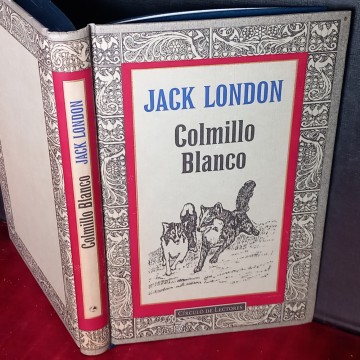 JACK LONDON
Colmillo
Blanco
CÍRCULO DE LECTORES
Colmillo Blanco JACK LONDON